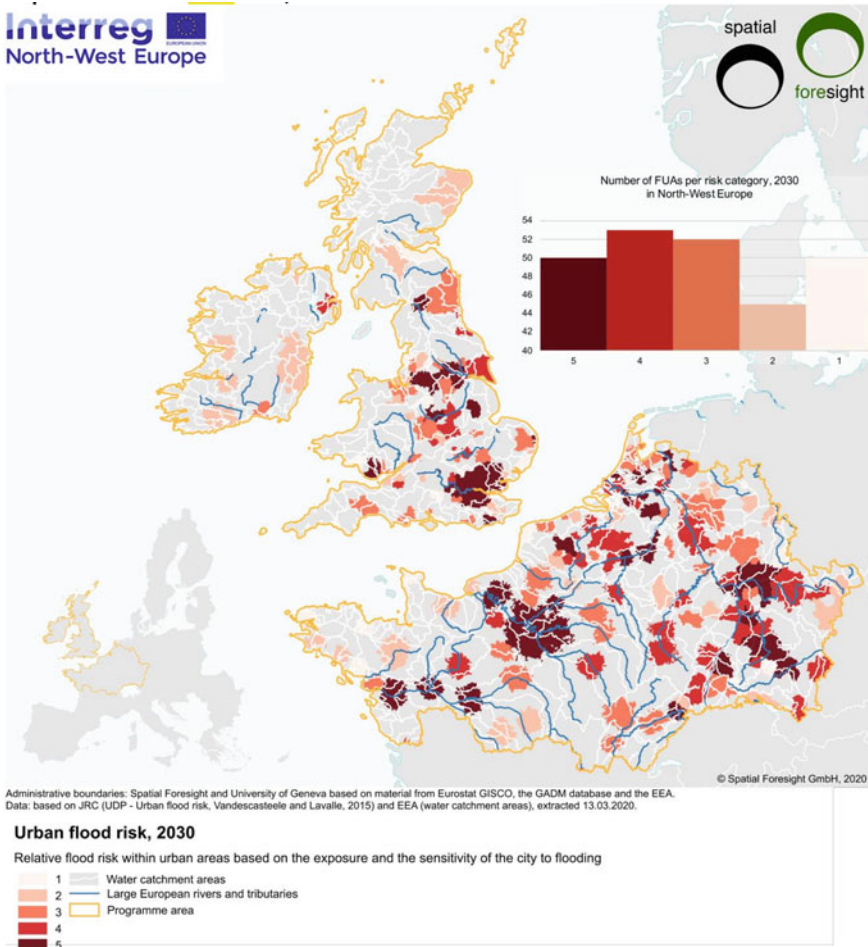 Interreg
EUROPEAN UNION
North-West Europe
spatial
foresight
Number of FUAs per risk category, 2030
in North-West Europe
54
52
50
48
46
44
42
40
5 4 3 2 1
© Spatial Foresight GmbH, 2020
Administrative boundaries: Spatial Foresight and University of Geneva based on material from Eurostat GISCO, the GADM database and the EEA.
Data: based on JRC (UDP - Urban flood risk, Vandescasteele and Lavalle, 2015) and EEA (water catchment areas), extracted 13.03.2020.
Urban flood risk, 2030
Relative flood risk within urban areas based on the exposure and the sensitivity of the city to flooding
1 Water catchment areas
2 Large European rivers and tributaries
3 Programme area
4
5